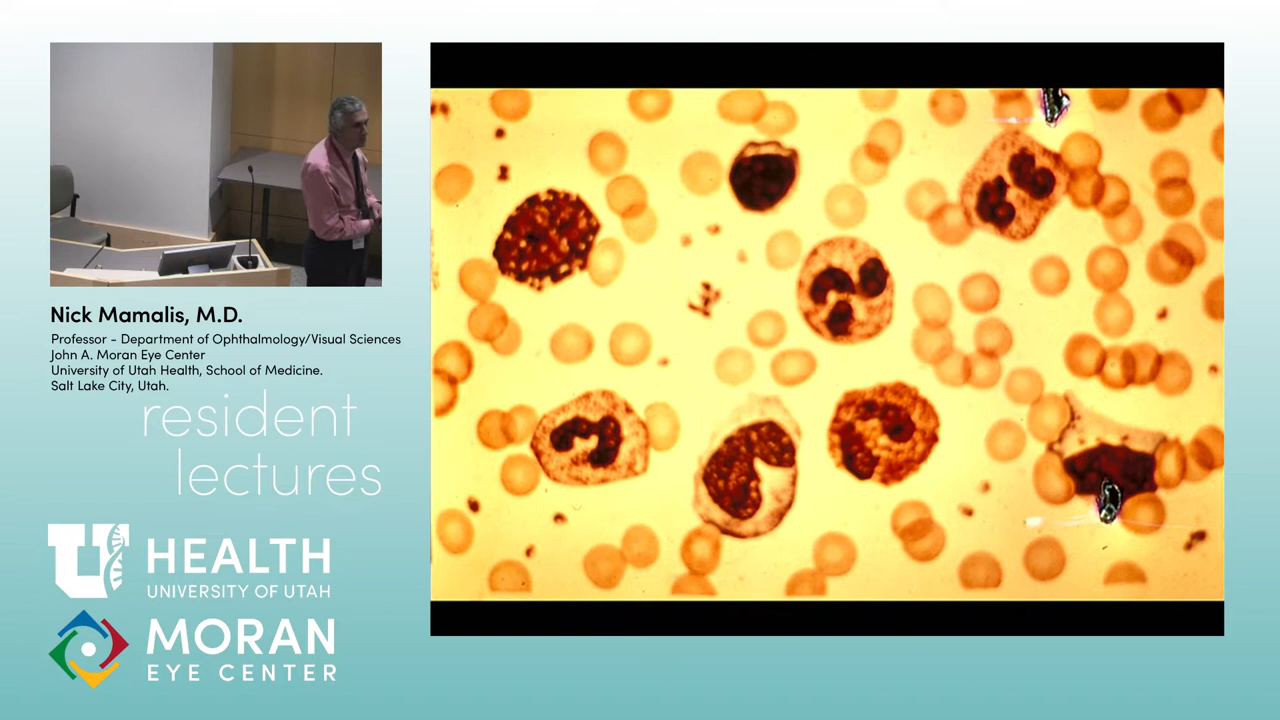 Nick Mamalis, M.D.
Professor - Department of Ophthalmology/Visual Sciences
John A. Moran Eye Center
University of Utah Health, School of Medicine.
Salt Lake City, Utah.
resident
lectures
U HEALTH
UNIVERSITY OF UTAH
MORAN
EYE CENTER